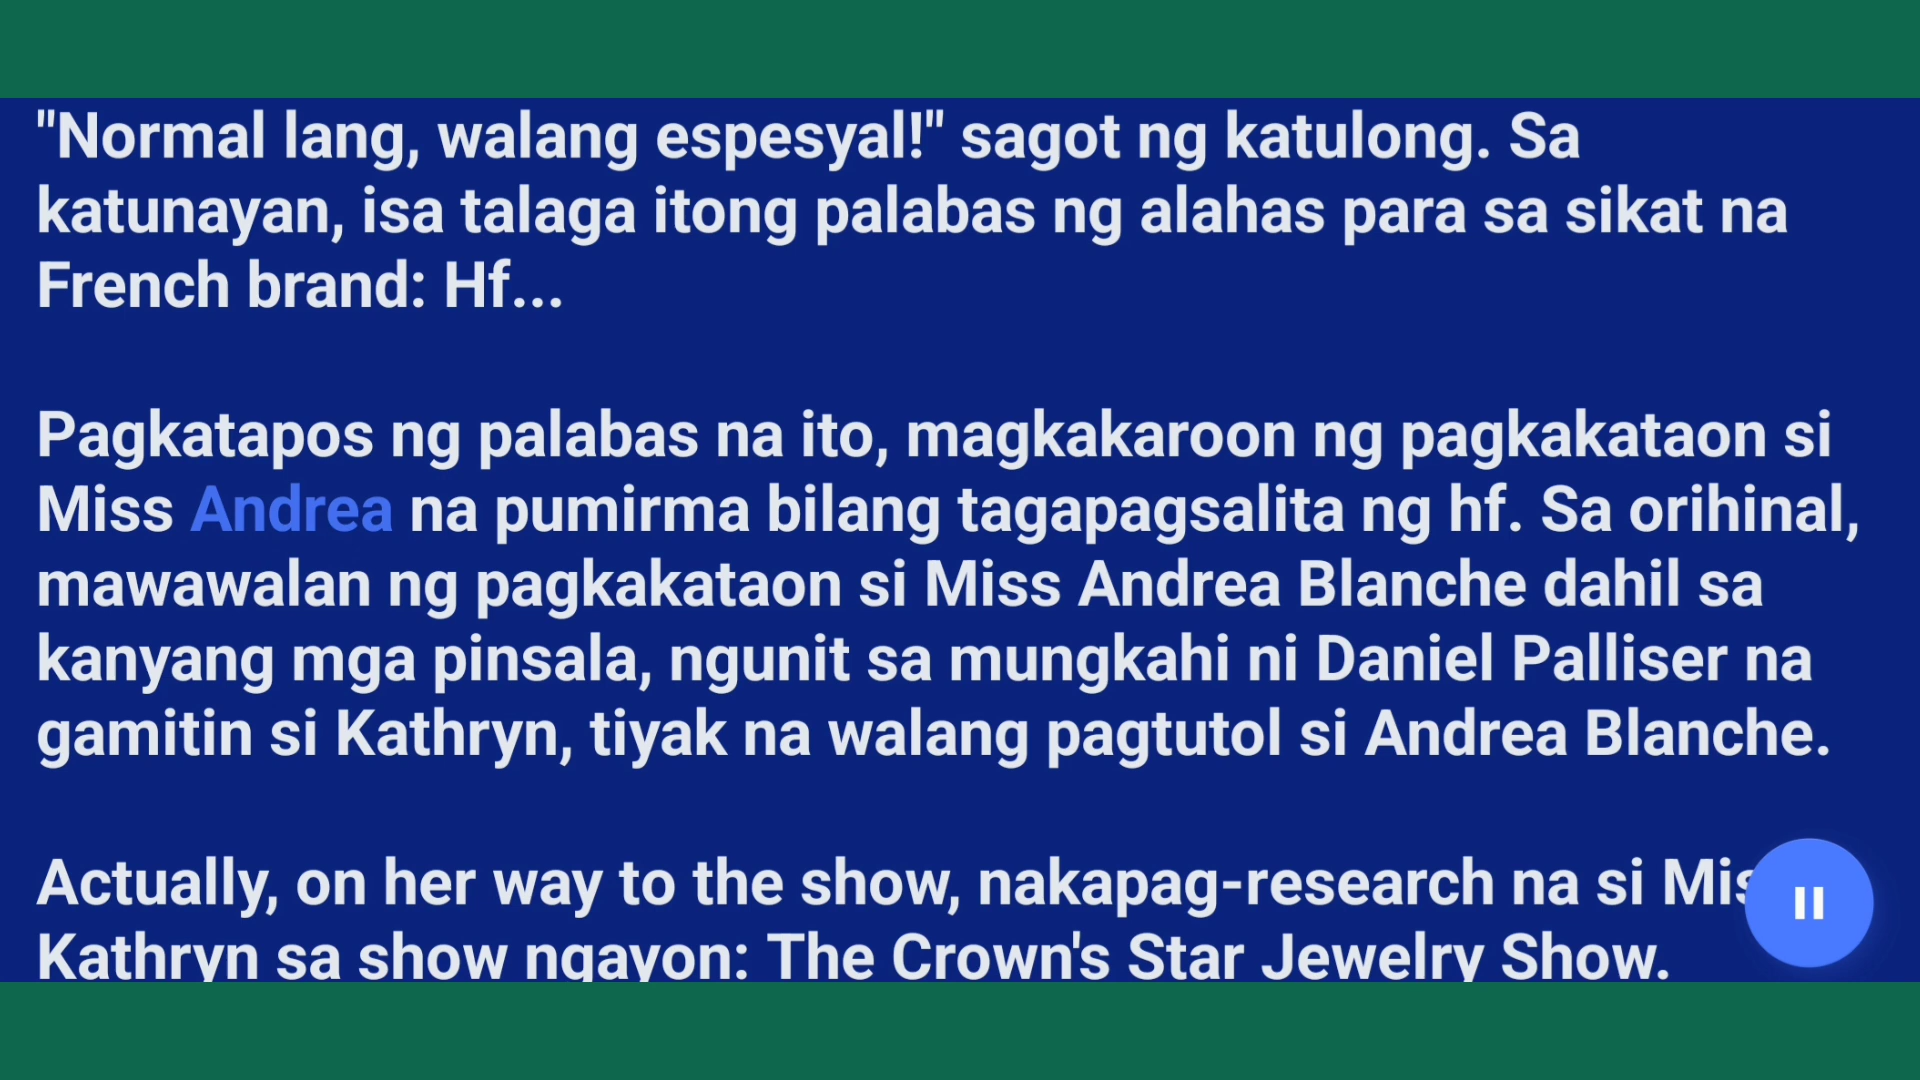 "Normal lang, walang espesyal!" sagot ng katulong. Sa
katunayan, isa talaga itong palabas ng alahas para sa sikat na
French brand: Hf...
Pagkatapos ng palabas na ito, magkakaroon ng pagkakataon si
Miss Andrea na pumirma bilang tagapagsalita ng hf. Sa orihinal,
mawawalan ng pagkakataon si Miss Andrea Blanche dahil sa
kanyang mga pinsala, ngunit sa mungkahi ni Daniel Palliser na
gamitin si Kathryn, tiyak na walang pagtutol si Andrea Blanche.
Actually, on her way to the show, nakapag-research na si
Kathryn sa show ngayon: The Crown's Star Jewelry Show.